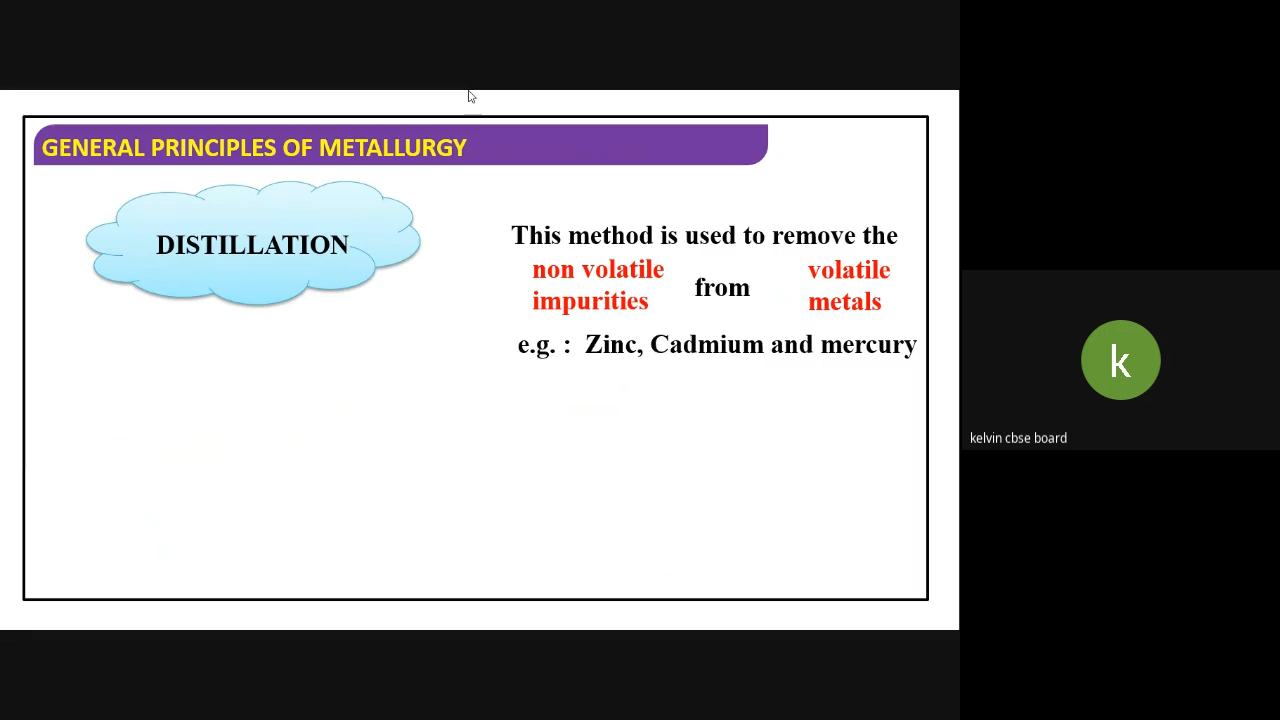 GENERAL PRINCIPLES OF METALLURGY
DISTILLATION
This method is used to remove the
non volatile
impurities
from
volatile
metals
e.g. : Zinc, Cadmium and mercury
k
kelvin cbse board